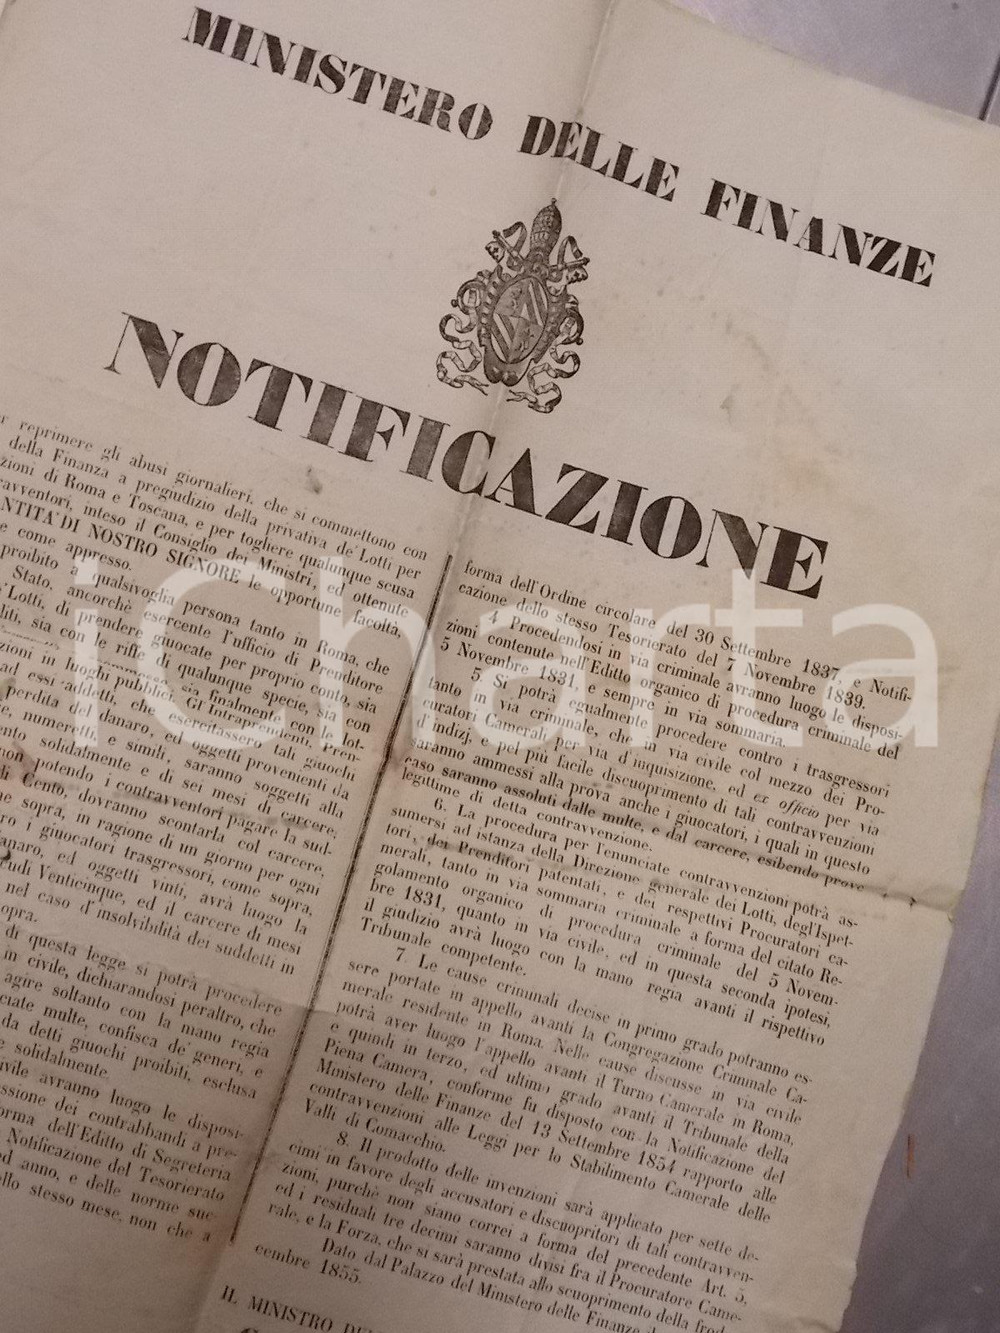 MINISTERO DELLE FINANZE
NOTIFICAZIONE
reprimere gli abusi giornalieri, che si commettono con
della Finanza a pregiudizio della privativa de' Lotti per
zioni di Roma e Toscana, e per togliere qualunque scusa
avventori, inteso il Consiglio dei Ministri, ed ottenute
NTITA' DI NOSTRO SIGNORE le opportune facoltà,
e come appresso.
proibito a qualsivoglia persona tanto in Roma, che
Stato, ancorchè esercente l'uffìcio di Prenditore
Lotti, di prendere giuocate per proprio conto, sia
liti, sia con le riffe di qualunque specie, sia con
sia finalmente con le lot-
zioni in luoghi pubblici. Gl' Intraprendenti, Pren-
ad essi addetti, che esercitassero tali giuochi
perdita del danaro, ed oggetti provenienti da
numeretti, e simili, saranno soggetti alla
ento solidalmente e di sei mesi di carcere,
non potendo i contravventori pagare la sud-
di Cento, dovranno scontarla col carcere,
me sopra, in ragione di un giorno per ogni
ro i giuocatori trasgressori, come sopra,
anaro, ed oggetti vinti, avrà luogo la
cudi Venticinque, ed il carcere di mesi
nel caso d'insolvibilità dei suddetti in
opra.
di questa legge si potrà procedere
in civile, dichiarandosi peraltro, che
agire soltanto con la mano regia
ciate multe, confisca de' generi, e
da detti giuochi proibiti, esclusa
e solidalmente.
ivile avranno luogo le disposi-
ssione dei contrabbandi a pre-
orma dell'Editto di Segreteria
Notificazione del Tesorierato
ed anno, e delle norme suc-
ello stesso mese, non che a
forma dell'Ordine circolare del 30 Settembre 1837, e Notifi-
cazione dello stesso Tesorierato del 7 Novembre 1839.
4 Procedendosi in via criminale avranno luogo le disposi-
zioni contenute nell'Editto organico di procedura criminale del
5 Novembre 1831, e sempre in via sommaria.
5. Si potrà egualmente procedere contro i trasgressori
tanto in via criminale, che in via civile col mezzo dei Pro-
curatori Camerali, per via d'inquisizione, ed ex officio per via
d'indizj, e pel più facile discuoprimento di tali contravvenzioni
saranno ammessi alla prova anche i giuocatori, i quali in questo
caso saranno assoluti dalle multe, e dal carcere, esibendo prove
legittime di detta contravvenzione.
6. La procedura per l'enunciate contravvenzioni potrà as-
sumersi ad istanza della Direzione generale dei Lotti, degl'Ispet-
tori, dei Prenditori patentati, e dei respettivi Procuratori ca-
merali, tanto in via sommaria criminale a forma del citato Re-
golamento organico di procedura criminale del 5 Novem-
bre 1831, quanto in via civile, ed in questa seconda ipotesi,
il giudizio avrà luogo con la mano regia avanti il rispettivo
Tribunale competente.
7. Le cause criminali decise in primo grado potranno es-
sere portate in appello avanti la Congregazione Criminale Ca-
merale residente in Roma. Nelle cause discusse in via civile
potrà aver luogo l'appello avanti il Turno Camerale in Roma,
e quindi in terzo, ed ultimo grado avanti il Tribunale della
Piena Camera, conforme fu disposto con la Notificazione del
Ministero delle Finanze del 13 Settembre 1854 rapporto alle
contravvenzioni alle Leggi per lo Stabilimento Camerale delle
Valli di Comacchio.
8. Il prodotto delle invenzioni sarà applicato per sette de-
cimi in favore degli accusatori e discuopritori di tali contravven-
zioni, purchè non siano correi a forma del precedente Art. 5,
ed i residuali tre decimi saranno divisi fra il Procuratore Came-
rale, e la Forza, che si sarà prestata allo scuoprimento della frod
Dato dal Palazzo del Ministero delle Finanze
cembre 1855.
IL MINISTRO
iCharta